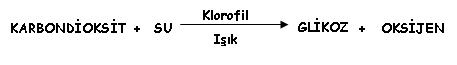 Klorofil
KARBONDİOKSİT + SU GLİKOZ + OKSİJEN
Işık